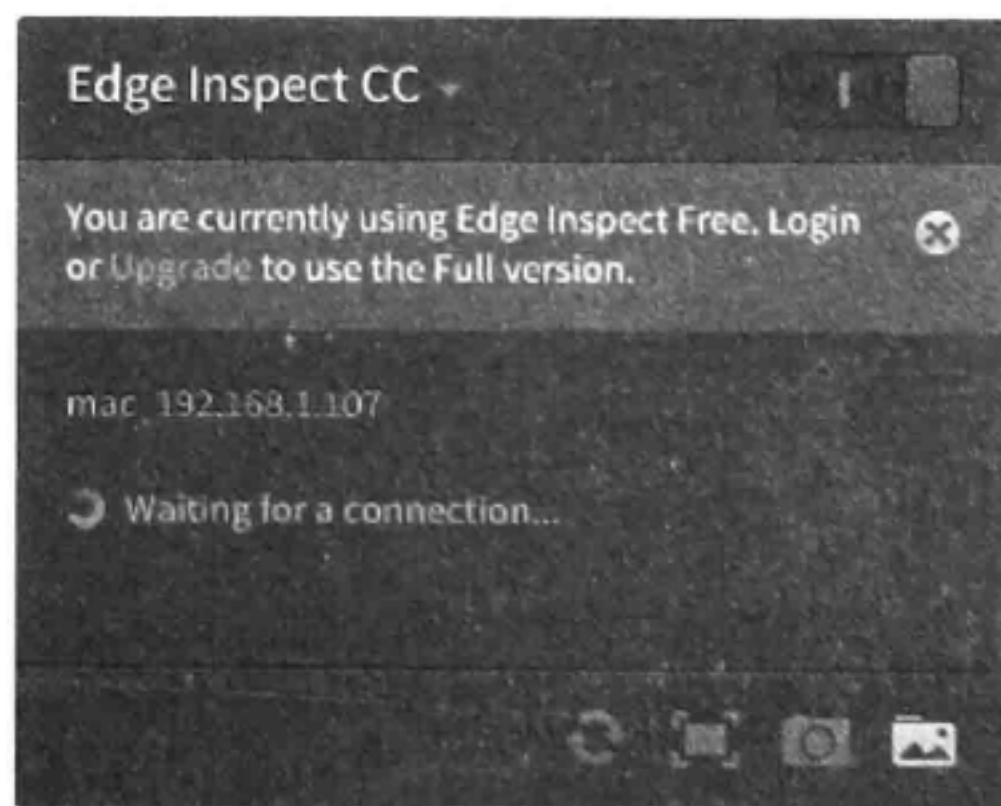 Edge Inspect CC
You are currently using Edge Inspect Free. Login
or Upgrade to use the Full version.
mac 192.168.1.107
Waiting for a connection...